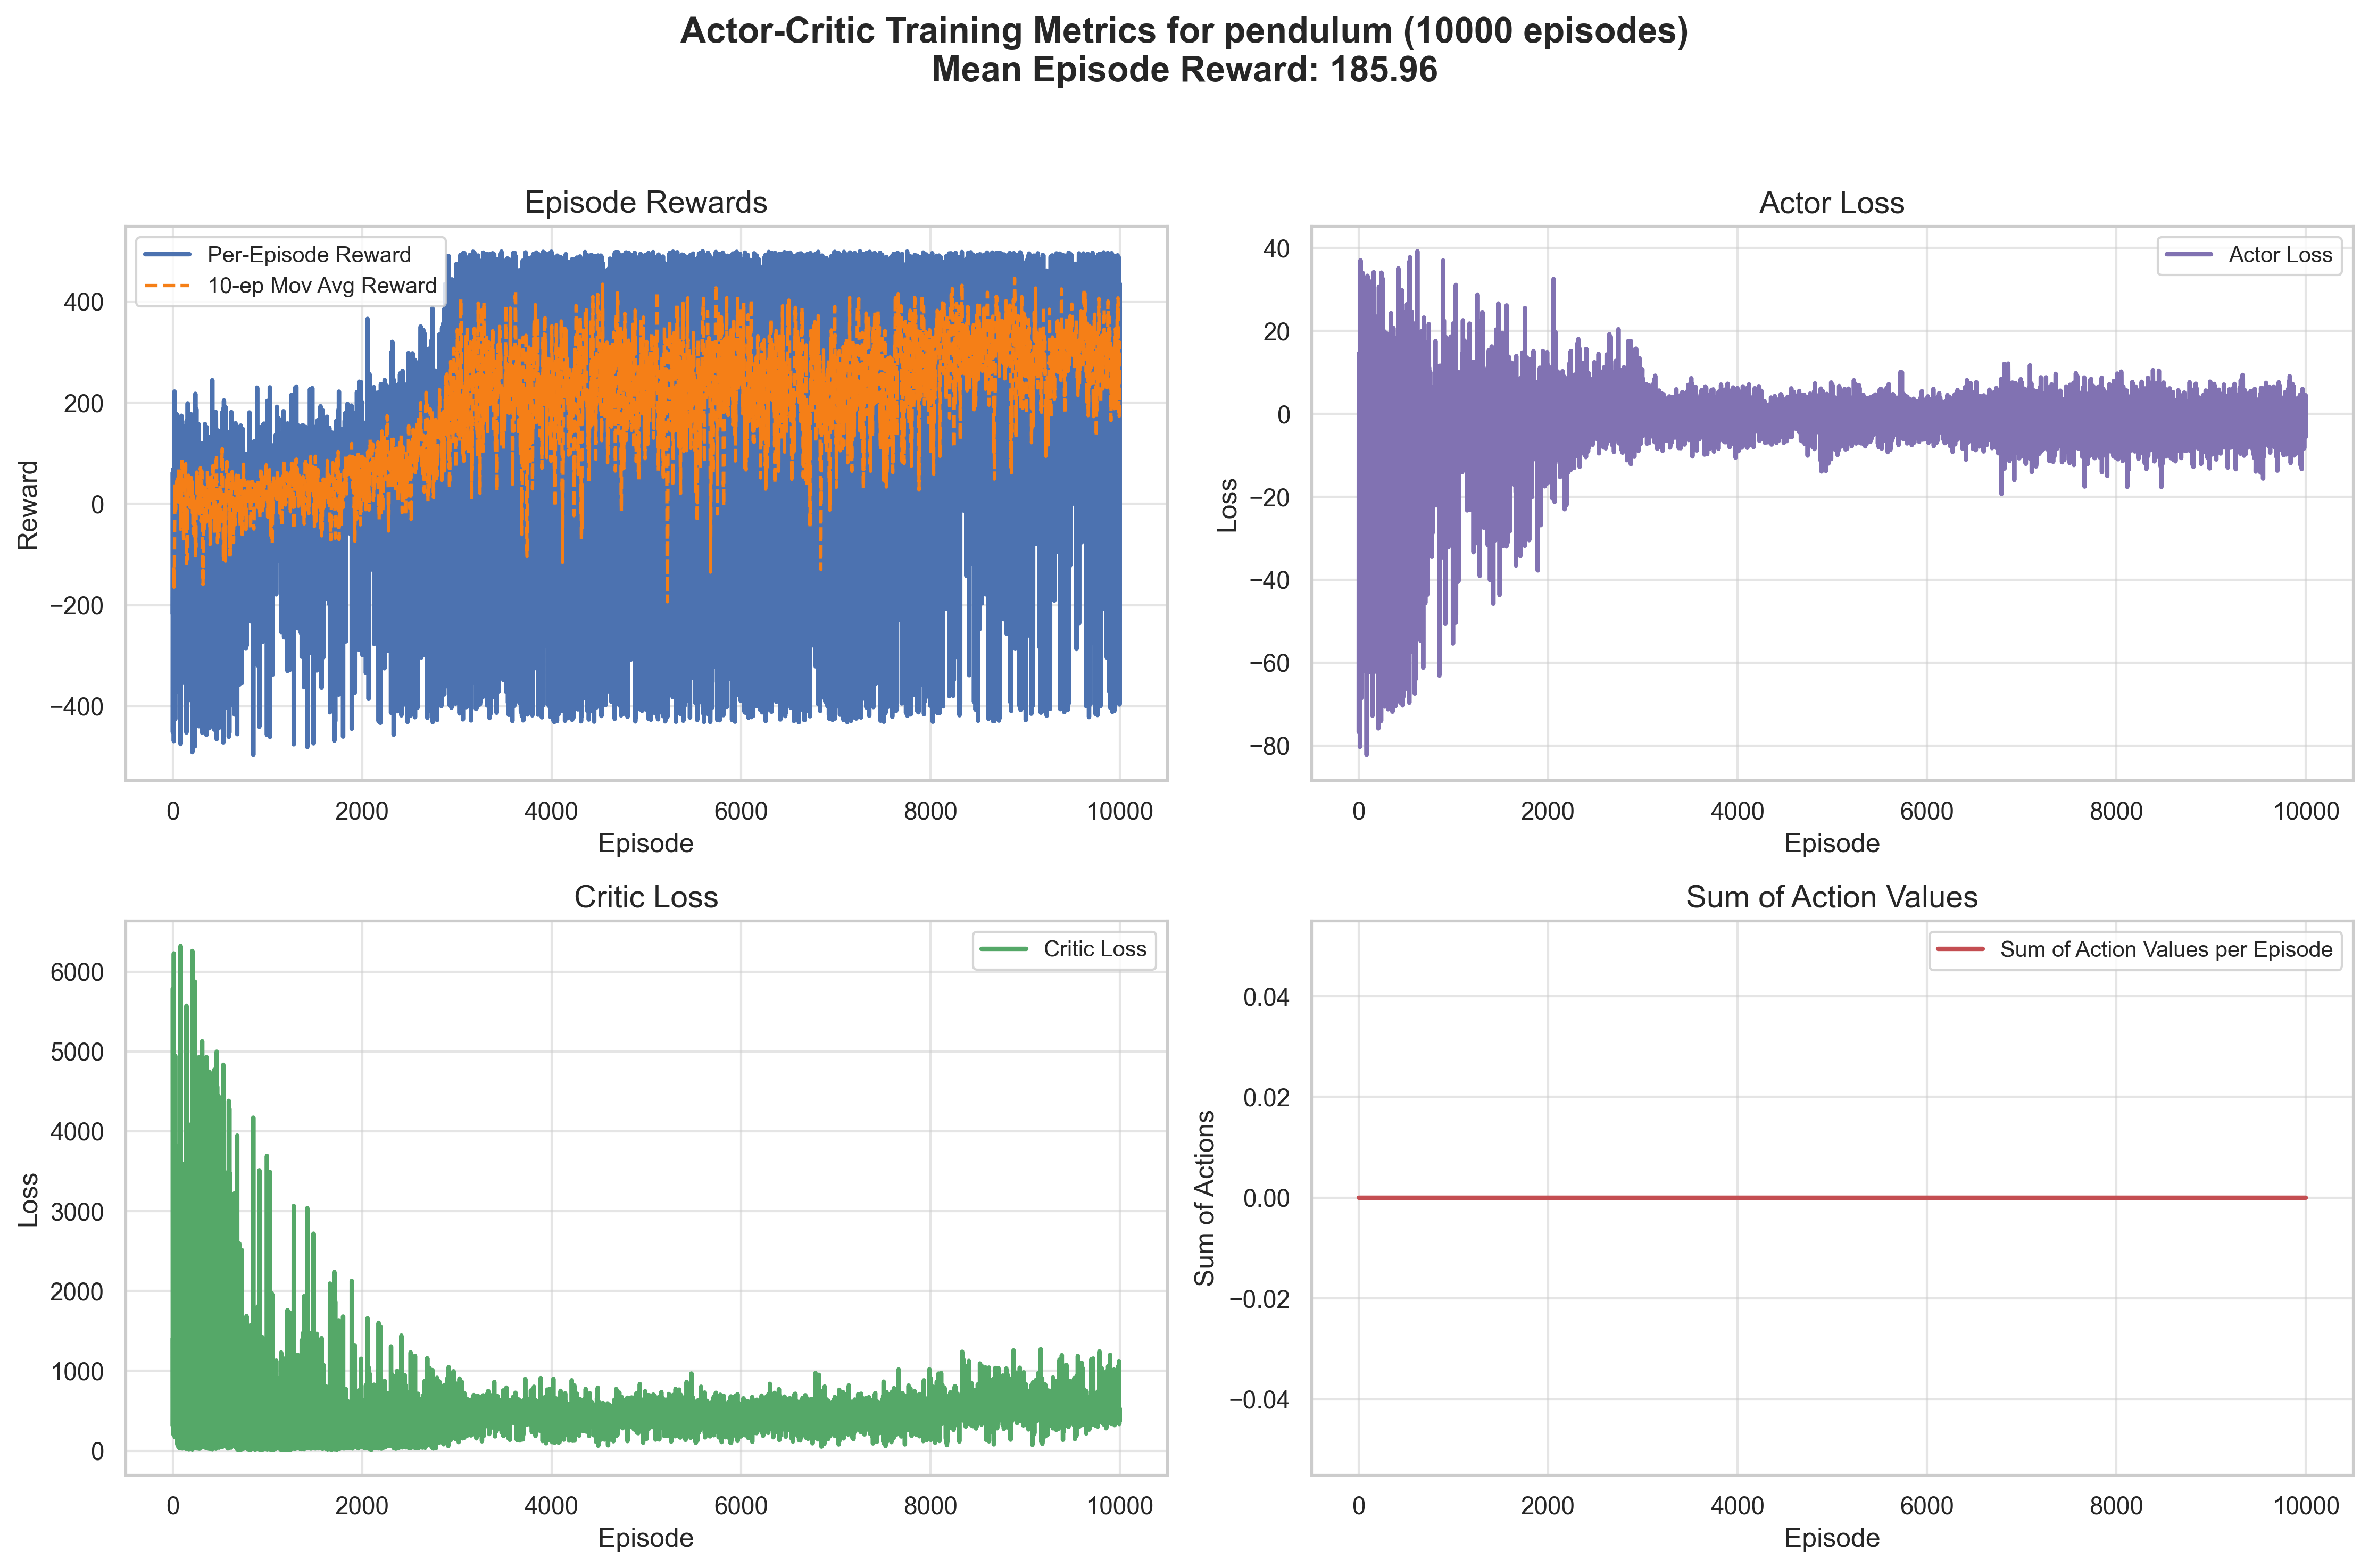 Actor-Critic Training Metrics for pendulum (10000 episodes)
Mean Episode Reward: 185.96
Episode Rewards
Per-Episode Reward
10-ep Mov Avg Reward
400
200
0
−200
−400
Reward
0 2000 4000 6000 8000 10000
Episode
Actor Loss
Actor Loss
40
20
0
−20
−40
−60
−80
Loss
0 2000 4000 6000 8000 10000
Episode
Critic Loss
Critic Loss
6000
5000
4000
3000
2000
1000
0
Loss
0 2000 4000 6000 8000 10000
Episode
Sum of Action Values
Sum of Action Values per Episode
0.04
0.02
0.00
−0.02
−0.04
Sum of Actions
0 2000 4000 6000 8000 10000
Episode